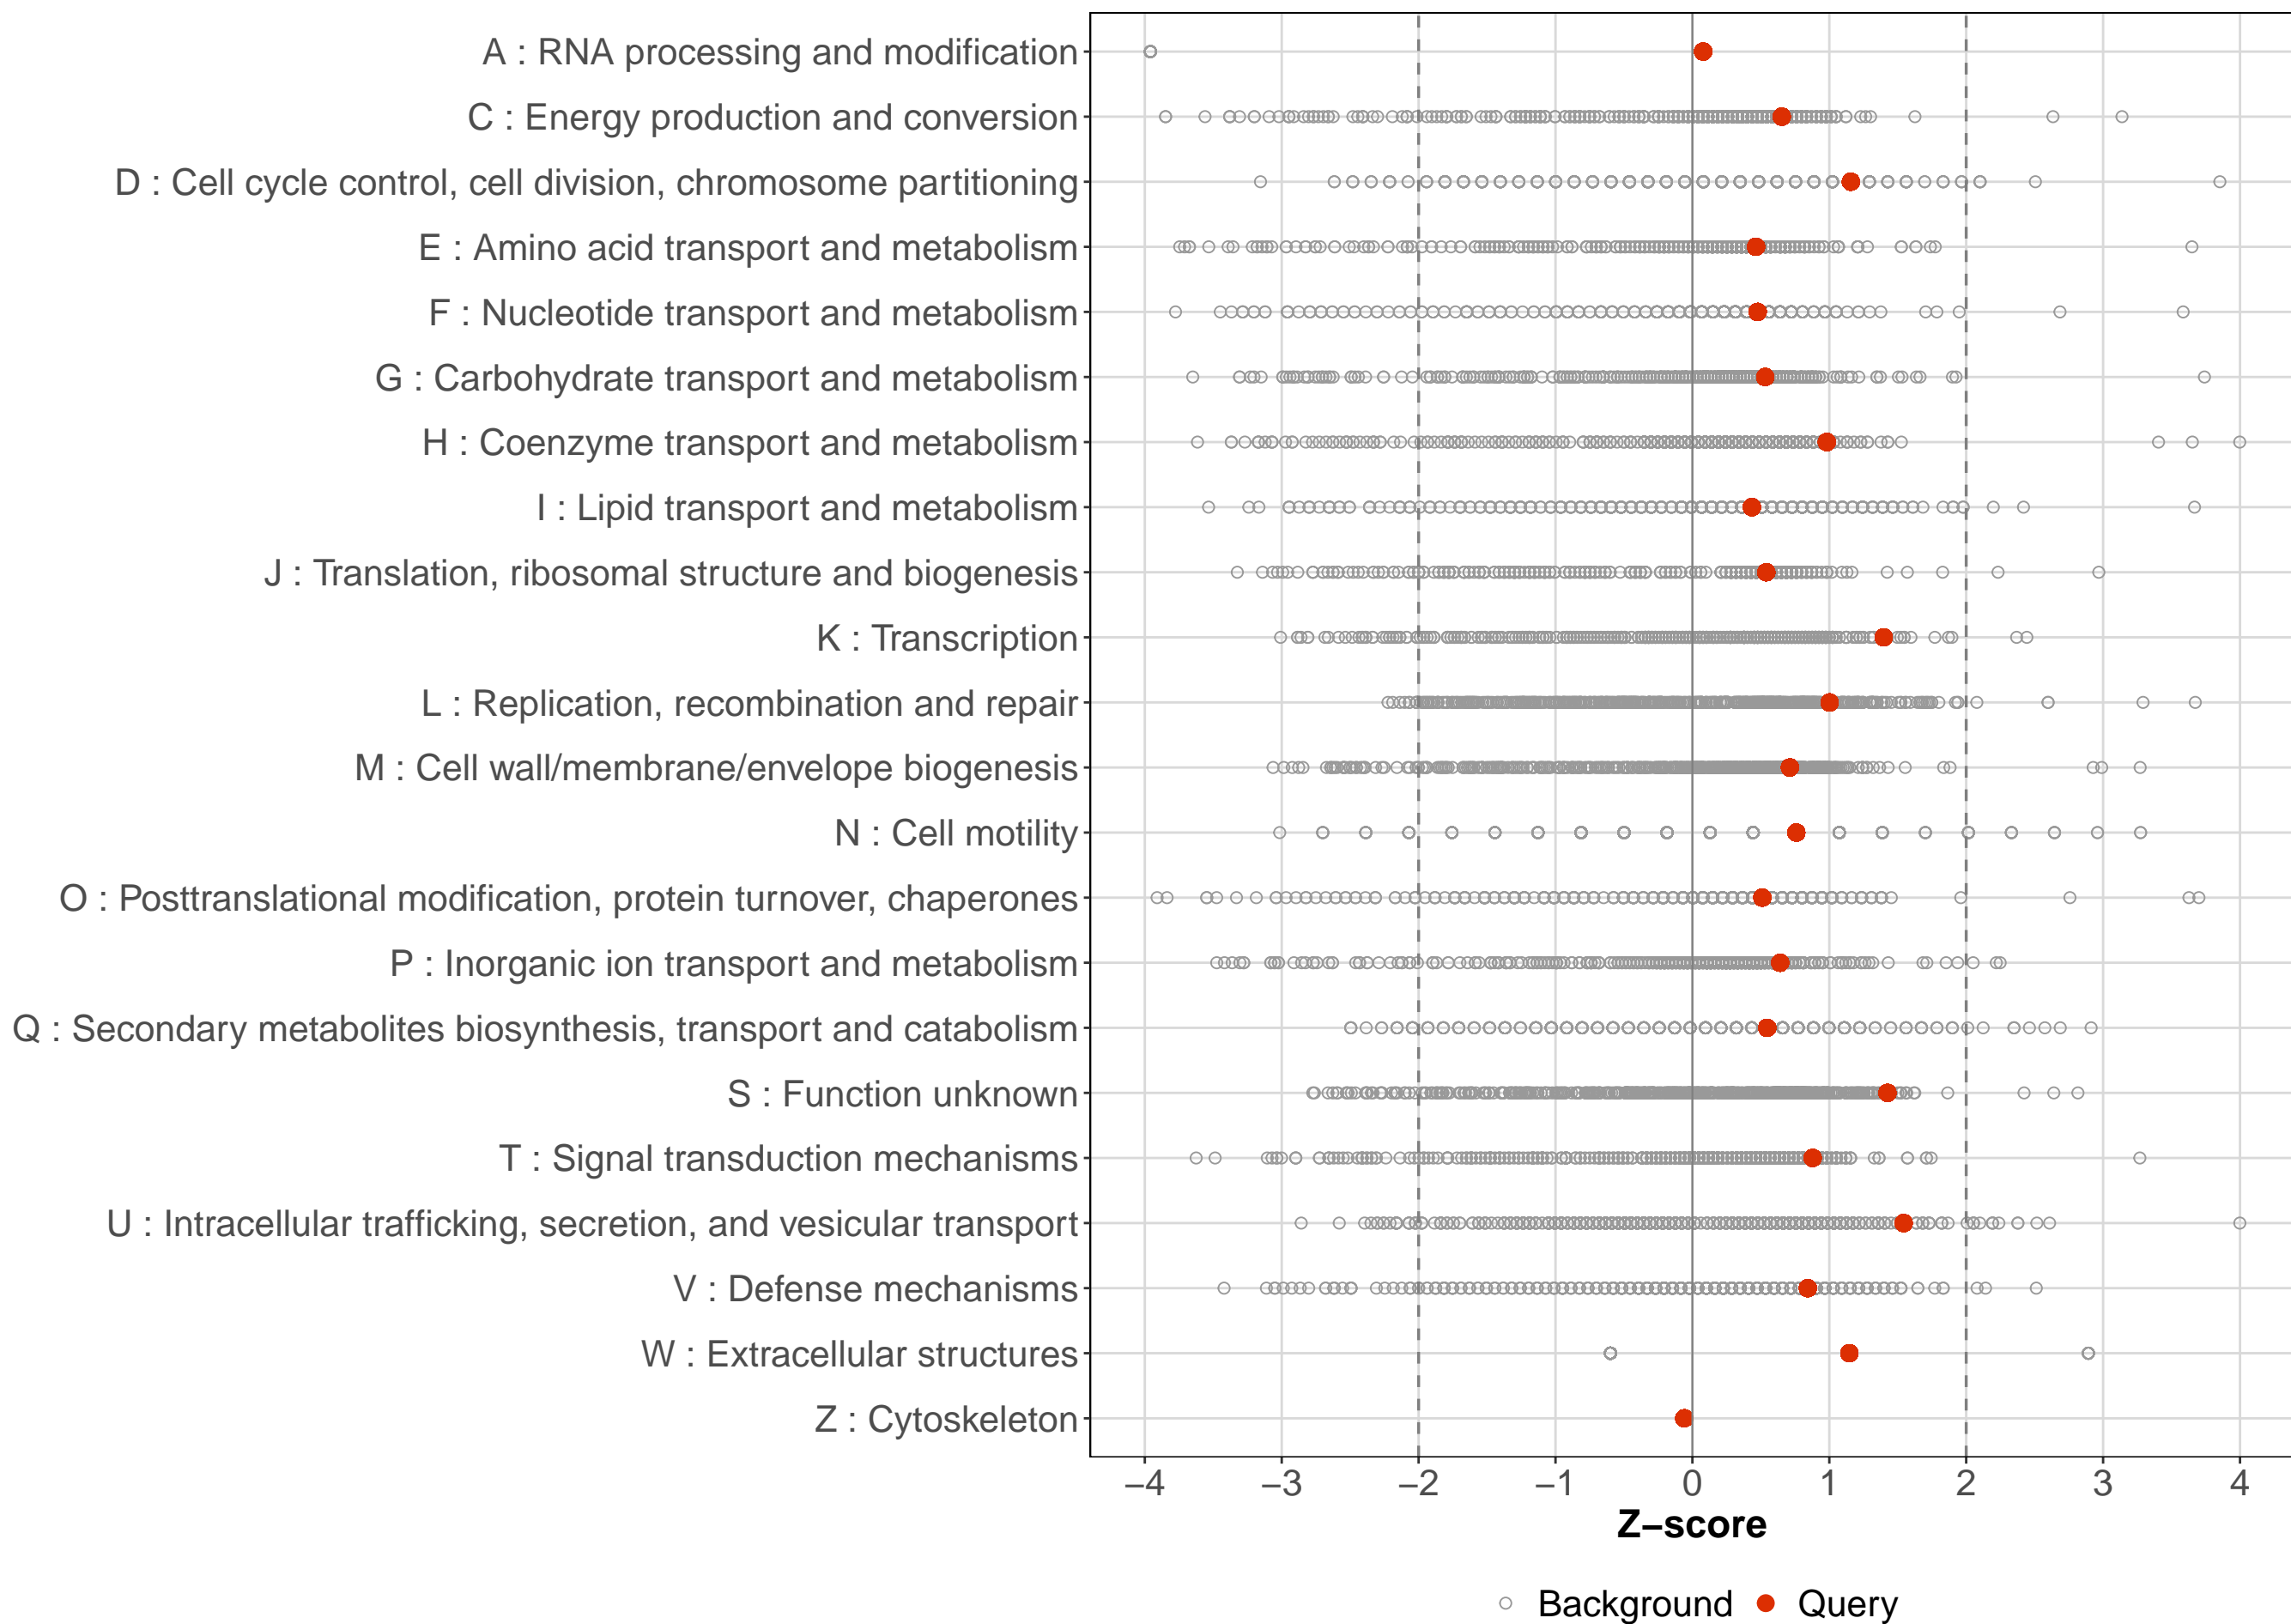 A : RNA processing and modification
C : Energy production and conversion
D : Cell cycle control, cell division, chromosome partitioning
E : Amino acid transport and metabolism
F : Nucleotide transport and metabolism
G : Carbohydrate transport and metabolism
H : Coenzyme transport and metabolism
I : Lipid transport and metabolism
J : Translation, ribosomal structure and biogenesis
K : Transcription
L : Replication, recombination and repair
M : Cell wall/membrane/envelope biogenesis
N : Cell motility
O : Posttranslational modification, protein turnover, chaperones
P : Inorganic ion transport and metabolism
Q : Secondary metabolites biosynthesis, transport and catabolism
S : Function unknown
T : Signal transduction mechanisms
U : Intracellular trafficking, secretion, and vesicular transport
V : Defense mechanisms
W : Extracellular structures
Z : Cytoskeleton
−4 −3 −2 −1 0 1 2 3 4
Z−score
Background Query